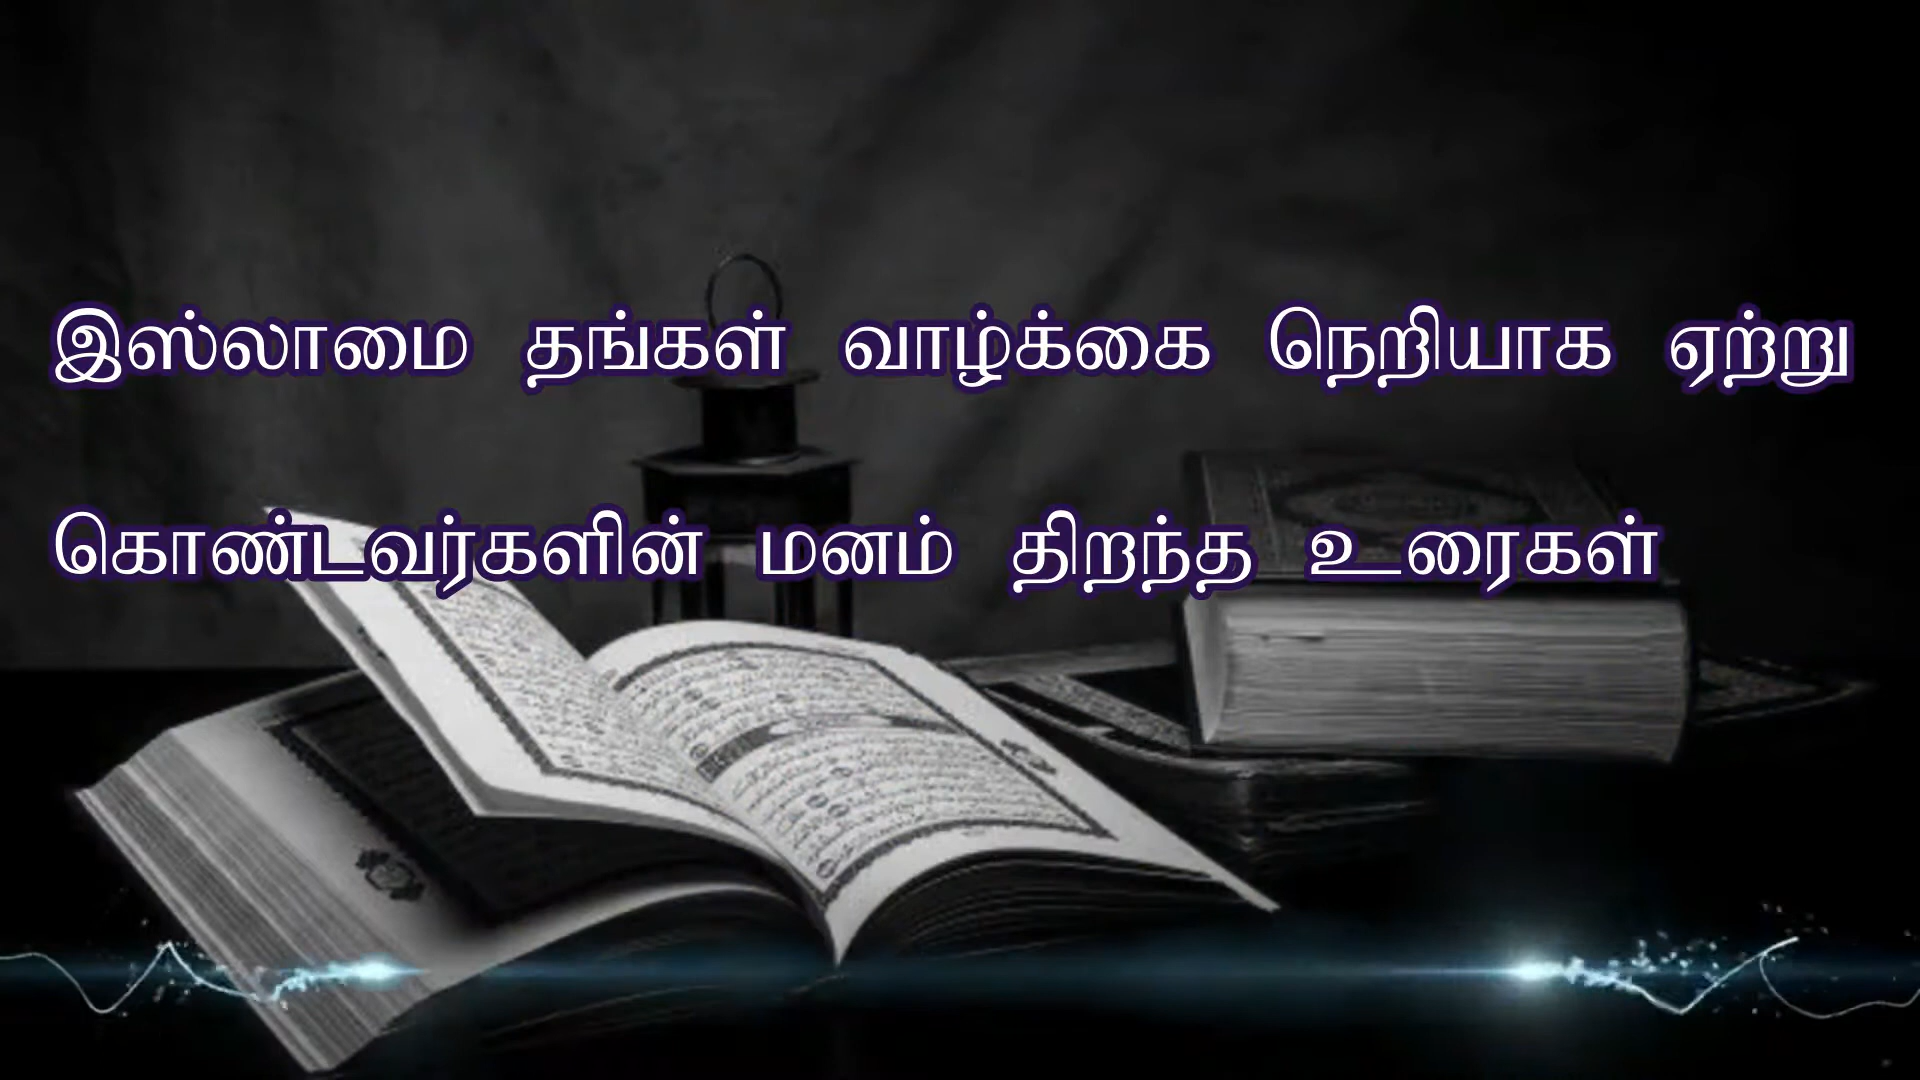 இஸ்லாமை தங்கள் வாழ்க்கை நெறியாக ஏற்று
கொண்டவர்களின் மனம் திறந்த உரைகள்